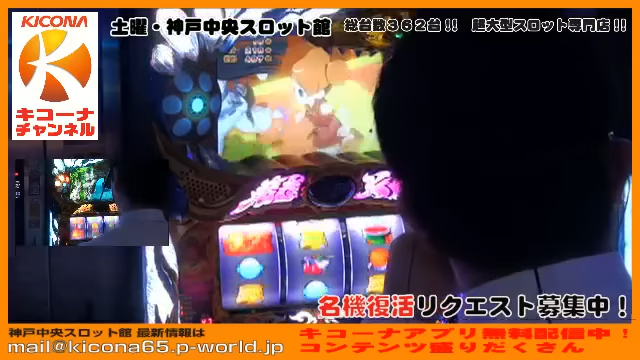 KICONA
キコーナ
チャンネル
土曜・神戸中央スロット館
総台数362台!! 超大型スロット専門店!!
名機復活リクエスト募集中!
神戸中央スロット館 最新情報は
mail@kicona65.p-world.jp
キコーナアプリ無料配信中!
コンテンツ盛りだくさん